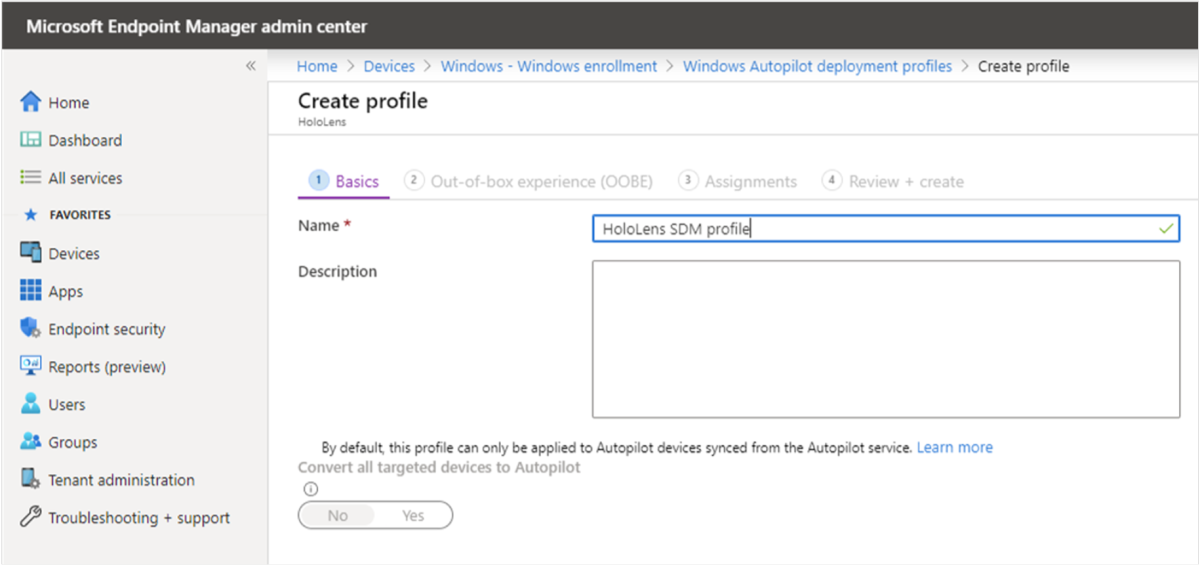 Microsoft Endpoint Manager admin center
«
Home > Devices > Windows - Windows enrollment > Windows Autopilot deployment profiles > Create profile
Create profile
HoloLens
Home
Dashboard
All services
FAVORITES
Devices
Apps
Endpoint security
Reports (preview)
Users
Groups
Tenant administration
Troubleshooting + support
1 Basics 2 Out-of-box experience (OOBE) 3 Assignments 4 Review + create
Name * HoloLens SDM profile
Description
By default, this profile can only be applied to Autopilot devices synced from the Autopilot service. Learn more
Convert all targeted devices to Autopilot
No Yes